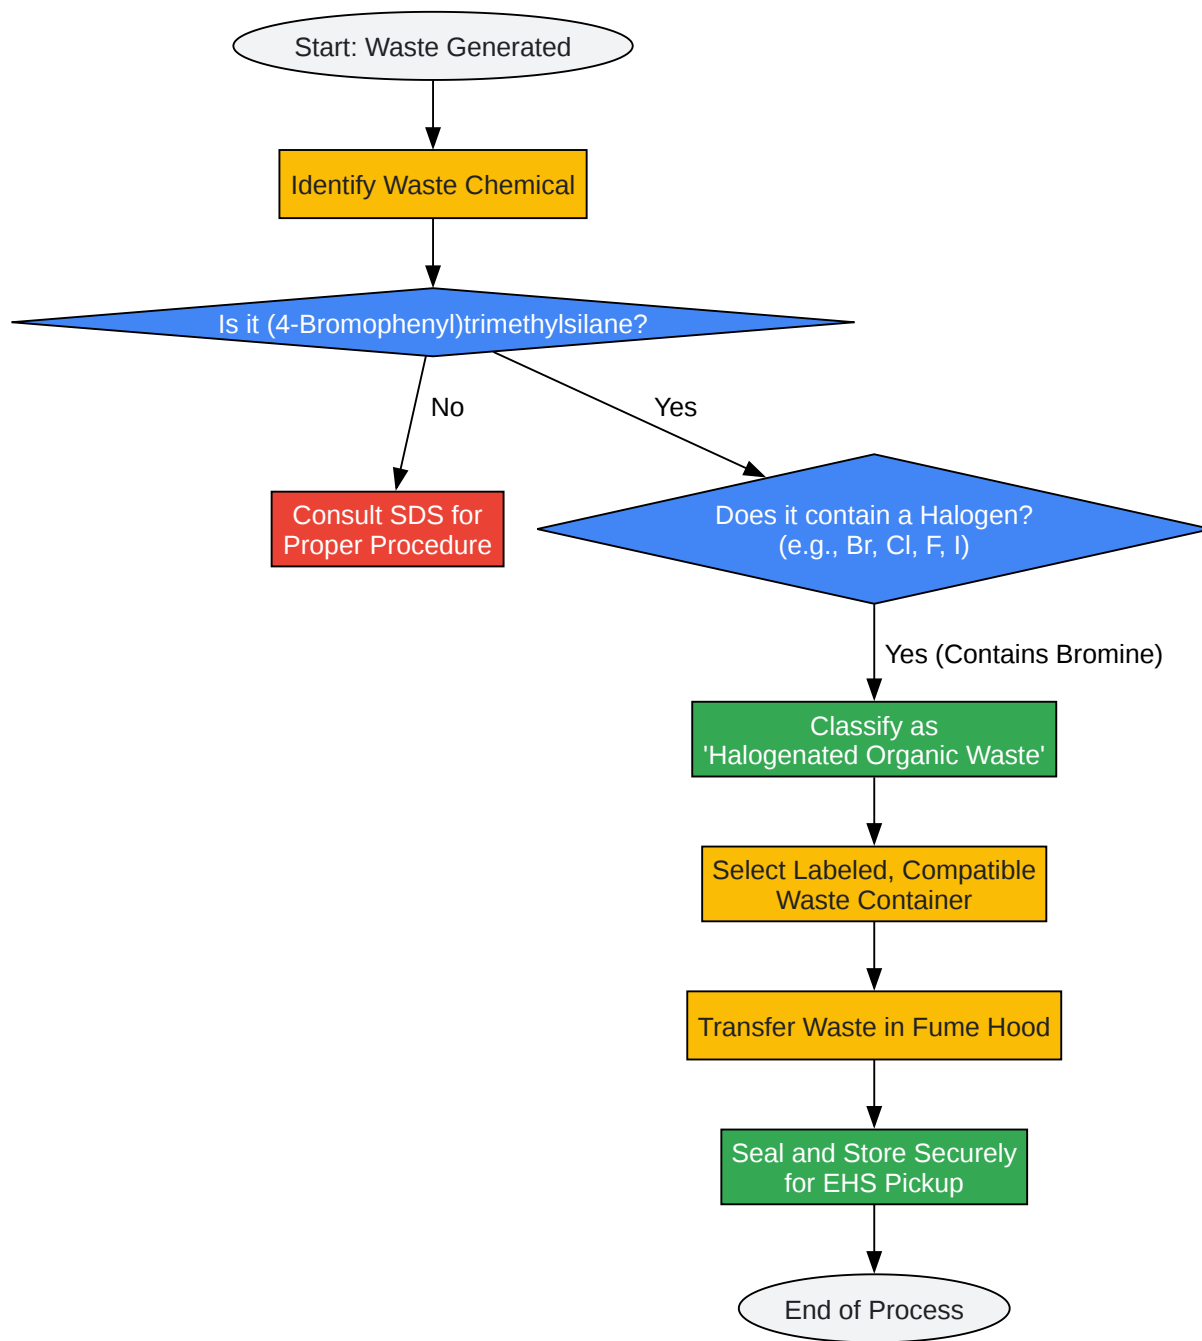 Start: Waste Generated
Identify Waste Chemical
Is it (4-Bromophenyl)trimethylsilane?
No
Yes
Consult SDS for
Proper Procedure
Does it contain a Halogen?
(e.g., Br, Cl, F, I)
Yes (Contains Bromine)
Classify as
'Halogenated Organic Waste'
Select Labeled, Compatible
Waste Container
Transfer Waste in Fume Hood
Seal and Store Securely
for EHS Pickup
End of Process